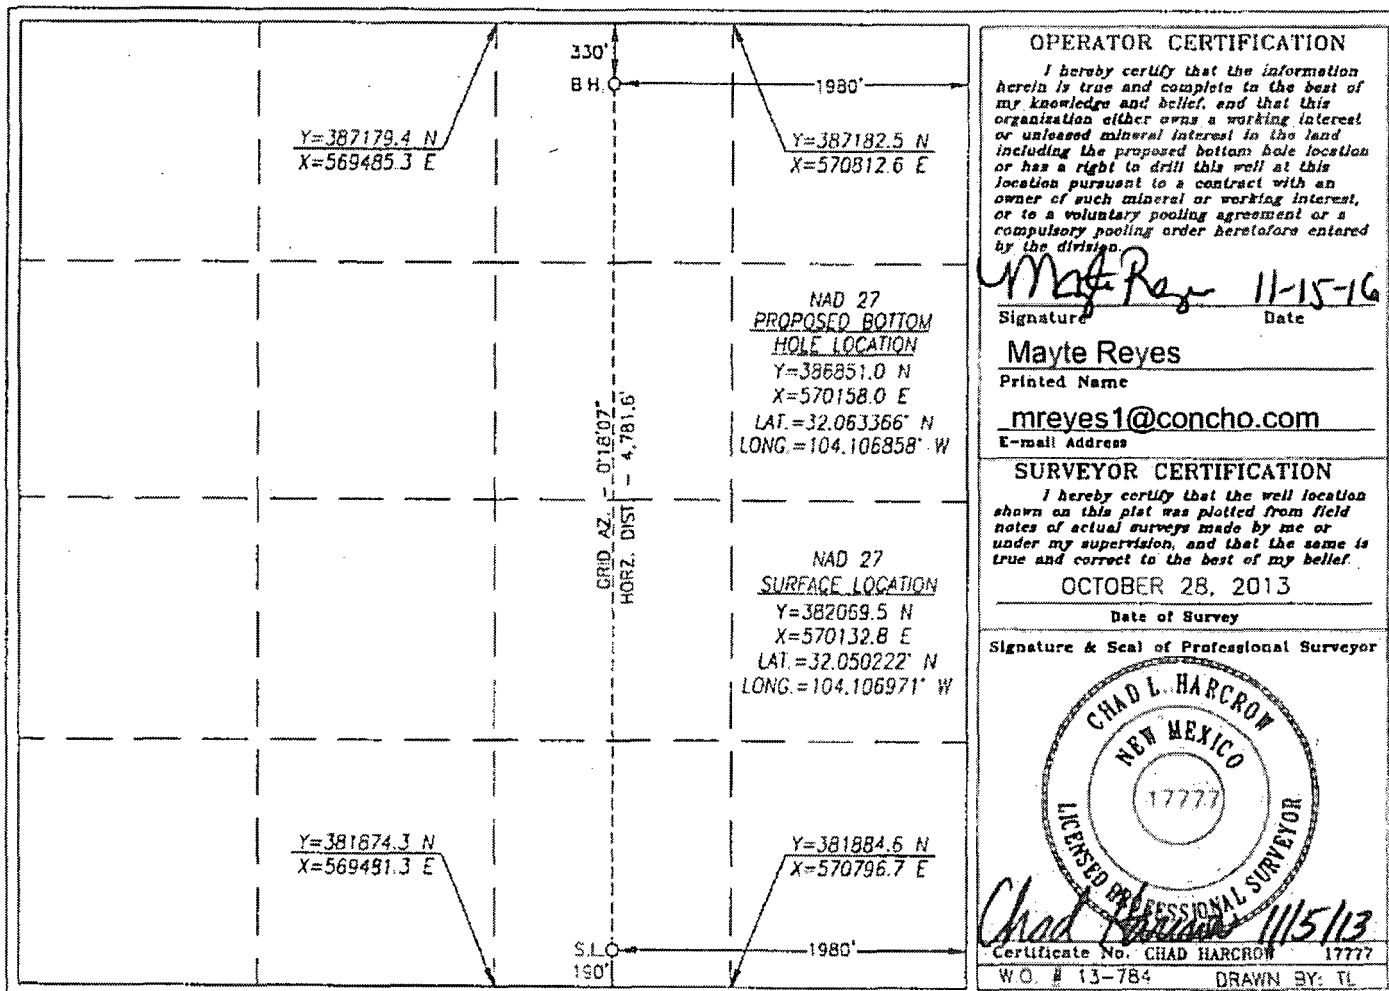 330'
B.H.
1980'
Y=387179.4 N
X=569485.3 E
Y=387182.5 N
X=570812.6 E
NAD 27
PROPOSED BOTTOM
HOLE LOCATION
Y=386851.0 N
X=570158.0 E
LAT.=32.063366° N
LONG.=104.106858° W
GRID AZ. - 0°18'07"
HORZ. DIST - 4,781.6'
NAD 27
SURFACE LOCATION
Y=382069.5 N
X=570132.8 E
LAT.=32.050222° N
LONG.=104.106971° W
Y=381874.3 N
X=569481.3 E
Y=381884.6 N
X=570796.7 E
S.L.
1980'
190'
OPERATOR CERTIFICATION
I hereby certify that the information
herein is true and complete to the best of
my knowledge and belief, and that this
organization either owns a working interest
or unleased mineral interest in the land
including the proposed bottom hole location
or has a right to drill this well at this
location pursuant to a contract with an
owner of such mineral or working interest,
or to a voluntary pooling agreement or a
compulsory pooling order heretofore entered
by the division.
Mayte Reyes 11-15-16
Signature Date
Mayte Reyes
Printed Name
mreyes1@concho.com
E-mail Address
SURVEYOR CERTIFICATION
I hereby certify that the well location
shown on this plat was plotted from field
notes of actual surveys made by me or
under my supervision, and that the same is
true and correct to the best of my belief.
OCTOBER 28, 2013
Date of Survey
Signature & Seal of Professional Surveyor
CHAD L. HARCROW
NEW MEXICO
17777
LICENSED PROFESSIONAL SURVEYOR
Chad Harcrow 11/5/13
Certificate No. CHAD HARCROW 17777
W.O. # 13-784 DRAWN BY: TL